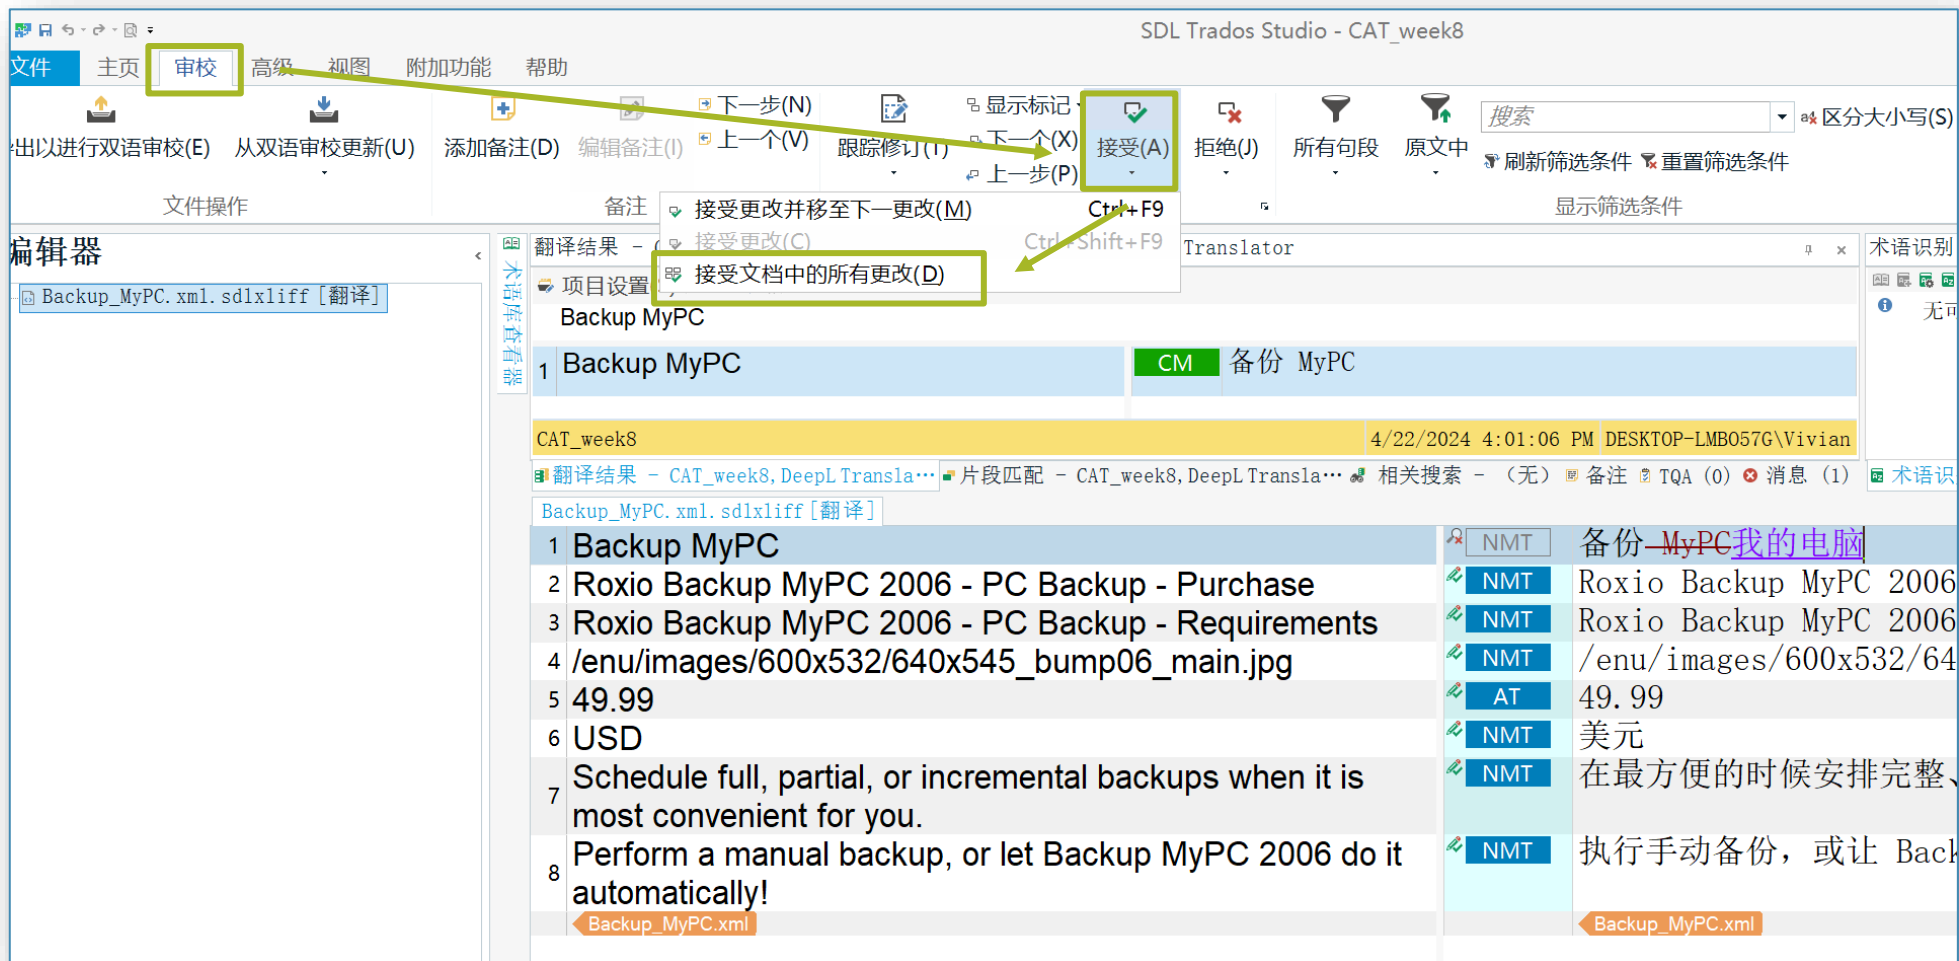 SDL Trados Studio - CAT_week8
文件 主页 审校 高级 视图 附加功能 帮助
出以进行双语审校(E) 从双语审校更新(U) 添加备注(D) 编辑备注(I) 下一步(N) 上一个(V) 跟踪修订(T) 显示标记 下一个(X) 上一步(P) 接受(A) 拒绝(J) 所有句段 原文中 搜索 区分大小写(S)
刷新筛选条件 重置筛选条件
文件操作 备注 显示筛选条件
接受更改并移至下一更改(M) Ctrl+F9
接受更改(C) Ctrl+Shift+F9
接受文档中的所有更改(D)
编辑器
Backup_MyPC.xml.sdlxliff [翻译]
术语库查看器
翻译结果 - Translator
术语识别
项目设置
Backup MyPC
1 Backup MyPC CM 备份 MyPC
CAT_week8 4/22/2024 4:01:06 PM DESKTOP-LMBO57G\Vivian
翻译结果 - CAT_week8,DeepL Transla… 片段匹配 - CAT_week8,DeepL Transla… 相关搜索 - （无） 备注 TQA (0) 消息 (1) 术语识
Backup_MyPC.xml.sdlxliff [翻译]
1 Backup MyPC NMT 备份 MyPC我的电脑
2 Roxio Backup MyPC 2006 - PC Backup - Purchase NMT Roxio Backup MyPC 2006
3 Roxio Backup MyPC 2006 - PC Backup - Requirements NMT Roxio Backup MyPC 2006
4 /enu/images/600x532/640x545_bump06_main.jpg NMT /enu/images/600x532/64
5 49.99 AT 49.99
6 USD NMT 美元
7 Schedule full, partial, or incremental backups when it is NMT 在最方便的时候安排完整、
most convenient for you.
8 Perform a manual backup, or let Backup MyPC 2006 do it NMT 执行手动备份，或让 Back
automatically!
Backup_MyPC.xml Backup_MyPC.xml